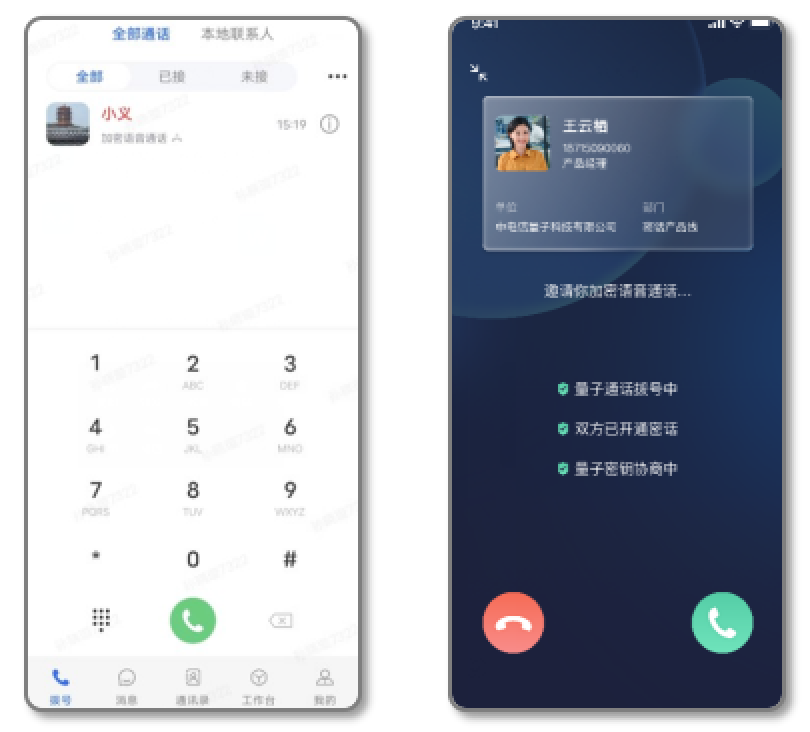 全部通话 本地联系人
全部 已接 未接
小义
加密语音通话
15:19
1
2
ABC
3
DEF
4
GHI
5
JKL
6
MNO
7
PQRS
8
TUV
9
WXYZ
*
0
#
拨号 消息 通讯录 工作台 我的
9:41
王云栖
18715090060
产品经理
单位 部门
中电信量子科技有限公司 密话产品线
邀请你加密语音通话...
量子通话拨号中
双方已开通密话
量子密钥协商中